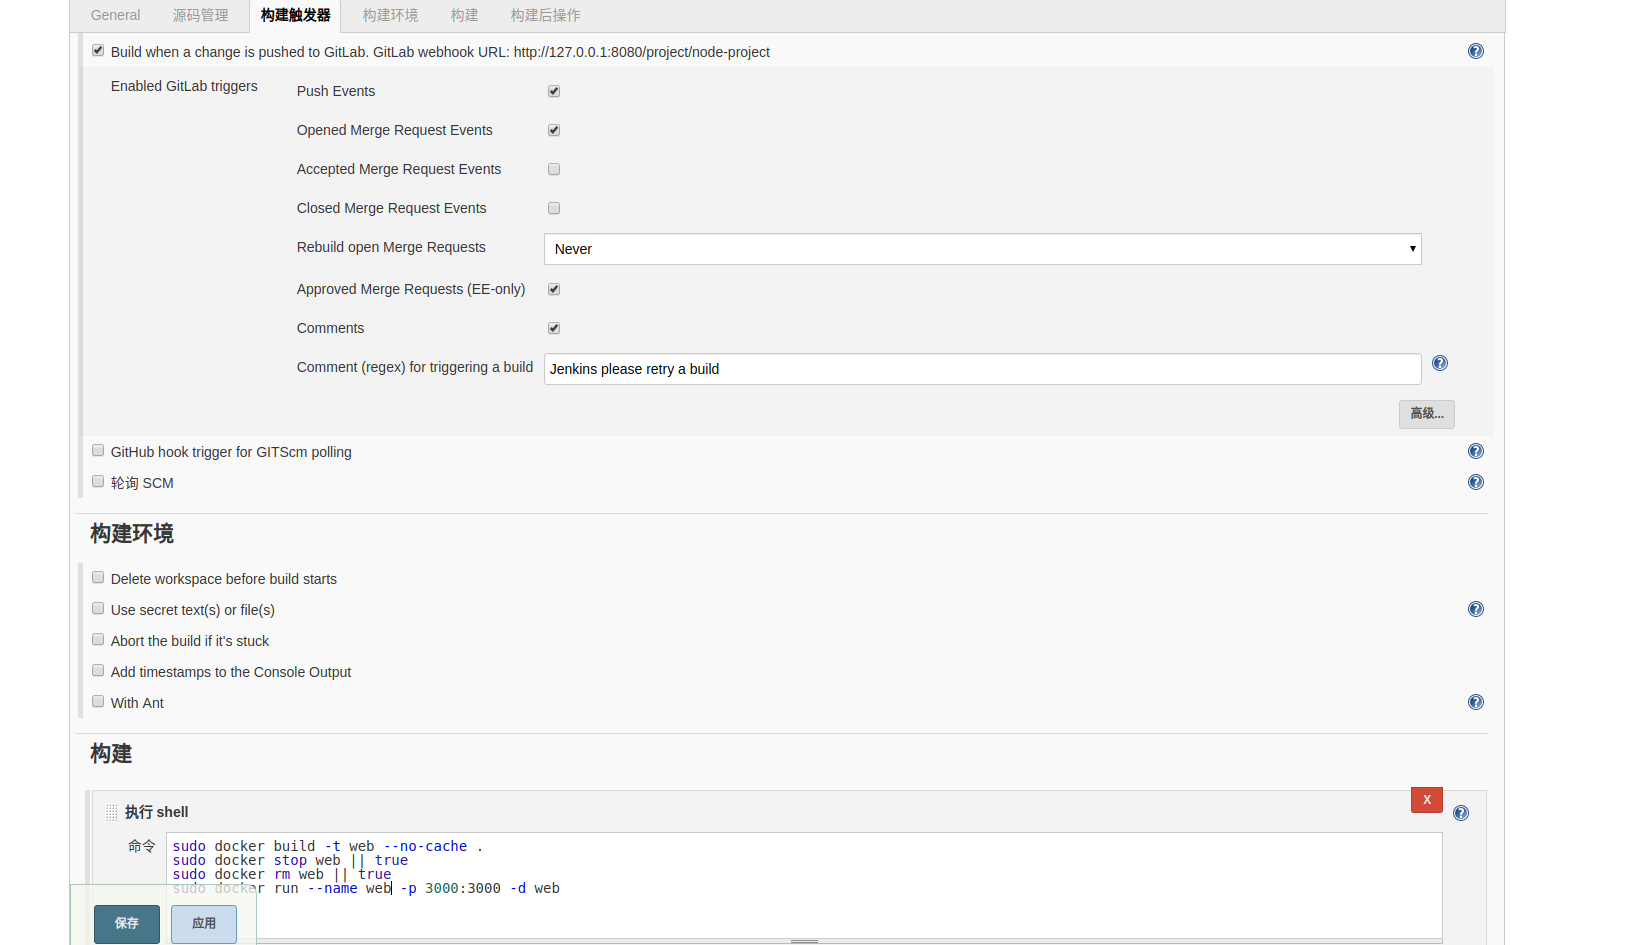 General 源码管理 构建触发器 构建环境 构建 构建后操作
Build when a change is pushed to GitLab. GitLab webhook URL: http://127.0.0.1:8080/project/node-project
Enabled GitLab triggers
Push Events
Opened Merge Request Events
Accepted Merge Request Events
Closed Merge Request Events
Rebuild open Merge Requests Never
Approved Merge Requests (EE-only)
Comments
Comment (regex) for triggering a build Jenkins please retry a build
高级...
GitHub hook trigger for GITScm polling
轮询 SCM
构建环境
Delete workspace before build starts
Use secret text(s) or file(s)
Abort the build if it's stuck
Add timestamps to the Console Output
With Ant
构建
X
执行 shell
命令
sudo docker build -t web --no-cache .
sudo docker stop web || true
sudo docker rm web || true
sudo docker run --name web -p 3000:3000 -d web
保存 应用